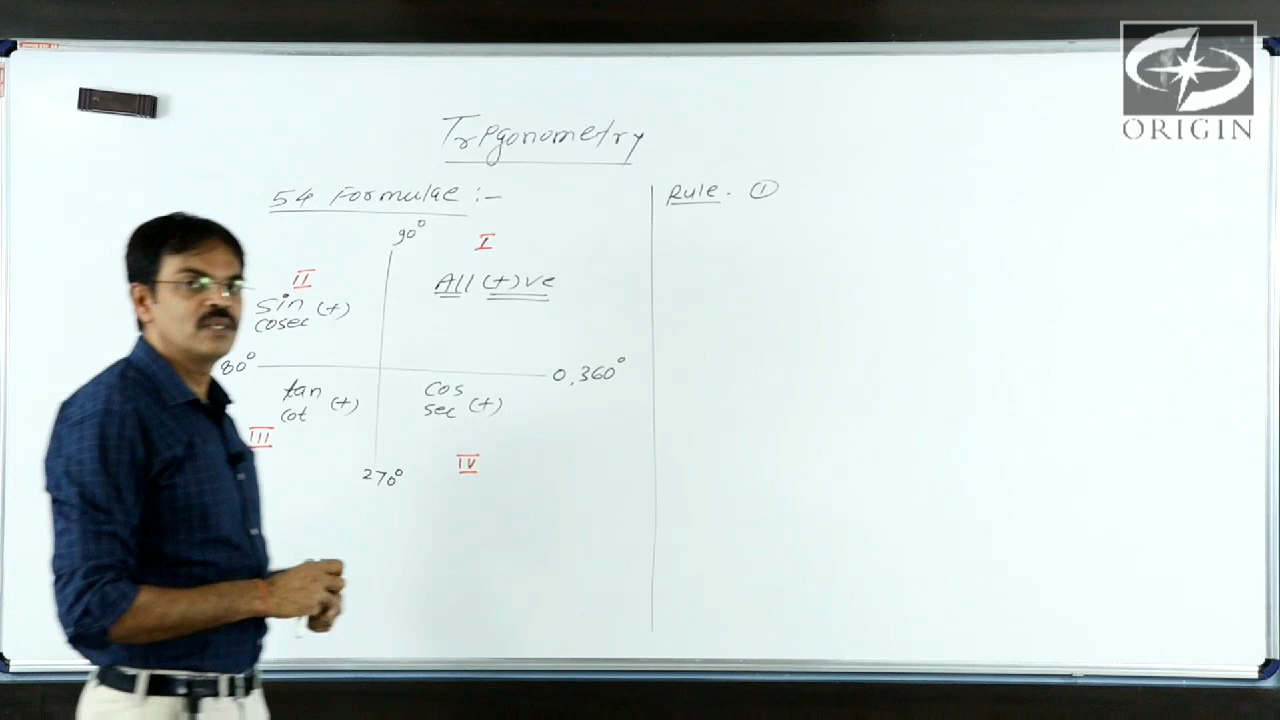 ORIGIN
Trigonometry
54 Formulae :-
90°
I
All (+)ve
II
sin
cosec (+)
80°
0,360°
tan
cot (+)
cos
sec (+)
III
IV
270°
Rule. ①